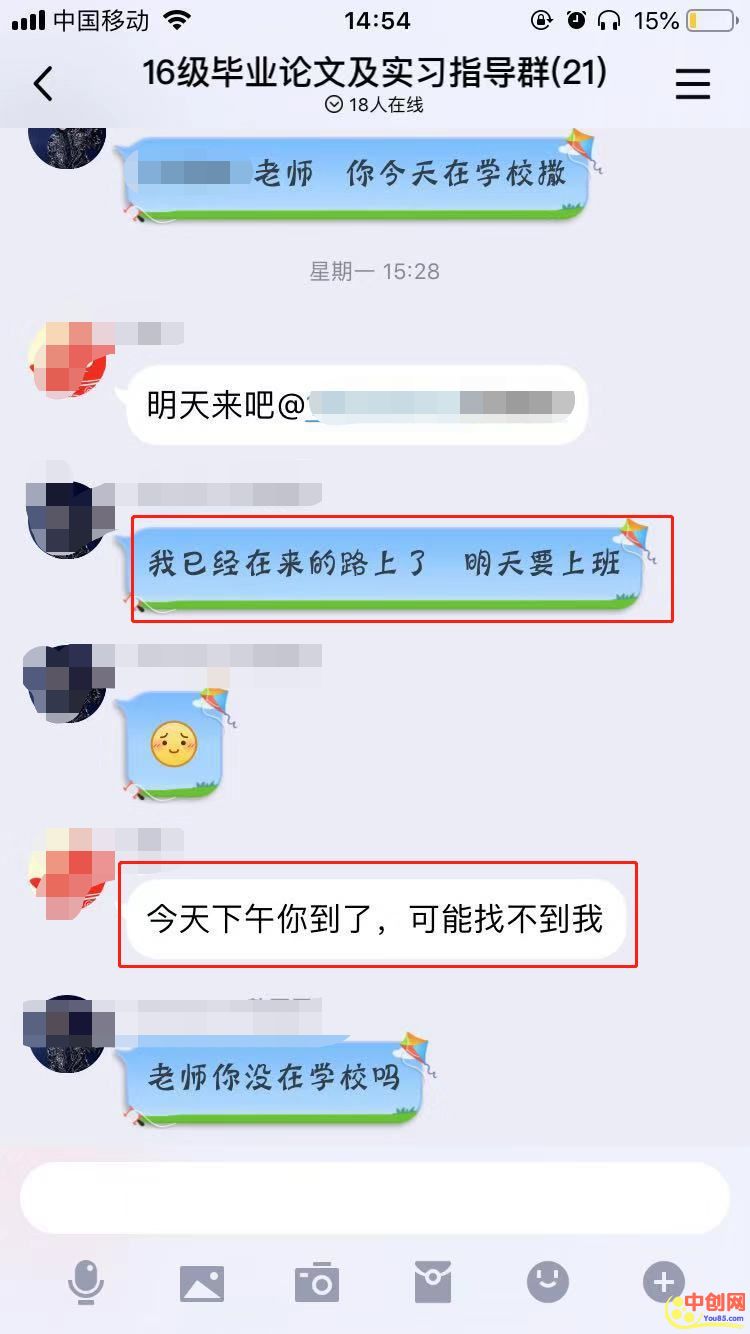 中国移动
14:54
15%
16级毕业论文及实习指导群(21)
18人在线
老师 你今天在学校撒
星期一 15:28
明天来吧@
我已经在来的路上了 明天要上班
今天下午你到了，可能找不到我
老师你没在学校吗
中创网
You85.com